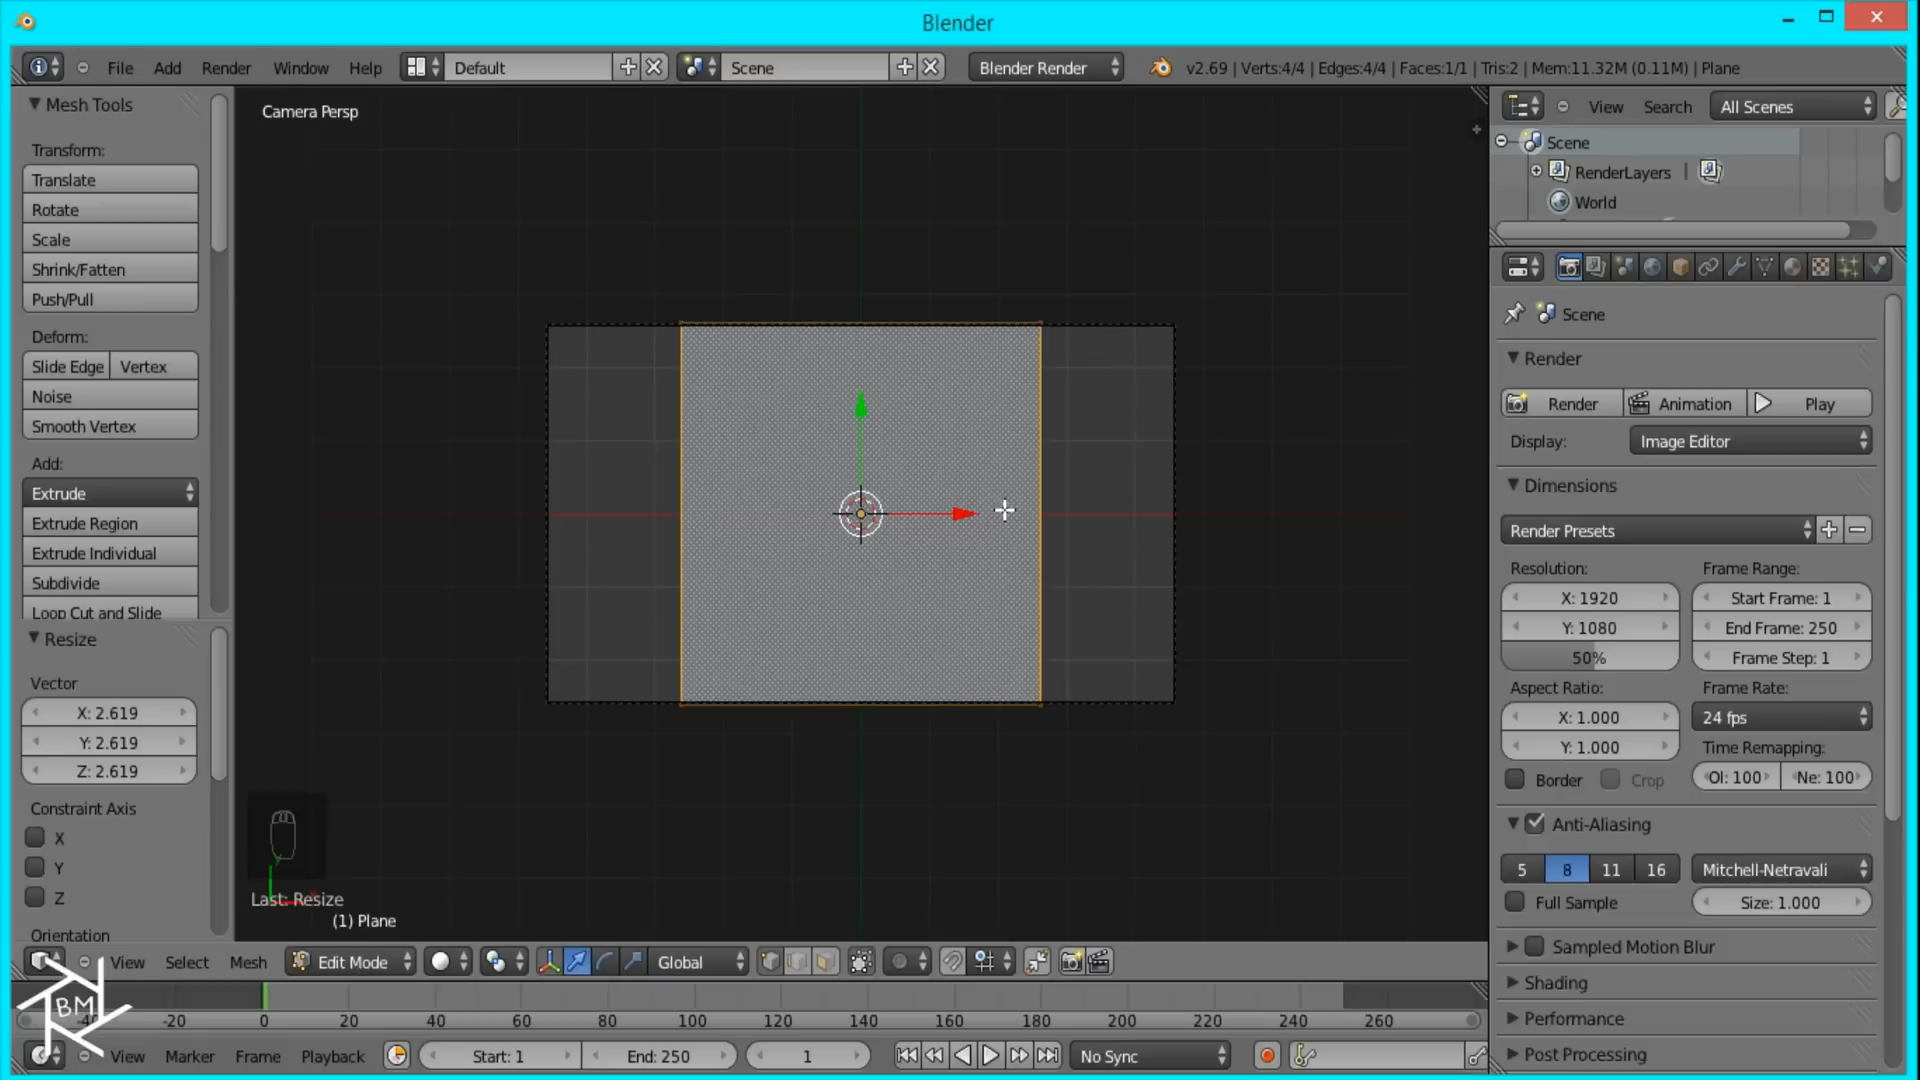 Blender
File Add Render Window Help Default Scene Blender Render v2.69 | Verts:4/4 | Edges:4/4 | Faces:1/1 | Tris:2 | Mem:11.32M (0.11M) | Plane
Mesh Tools
Transform:
Translate
Rotate
Scale
Shrink/Fatten
Push/Pull
Deform:
Slide Edge Vertex
Noise
Smooth Vertex
Add:
Extrude
Extrude Region
Extrude Individual
Subdivide
Loop Cut and Slide
Resize
Vector
X: 2.619
Y: 2.619
Z: 2.619
Constraint Axis
X
Y
Z
Orientation
Camera Persp
Last: Resize
(1) Plane
View Search All Scenes
Scene
RenderLayers
World
Scene
Render
Render Animation Play
Display: Image Editor
Dimensions
Render Presets
Resolution: Frame Range:
X: 1920 Start Frame: 1
Y: 1080 End Frame: 250
50% Frame Step: 1
Aspect Ratio: Frame Rate:
X: 1.000 24 fps
Y: 1.000 Time Remapping:
Border Crop Ol: 100 Ne: 100
Anti-Aliasing
5 8 11 16 Mitchell-Netravali
Full Sample Size: 1.000
Sampled Motion Blur
Shading
Performance
Post Processing
View Select Mesh Edit Mode Global
BM
-40 -20 0 20 40 60 80 100 120 140 160 180 200 220 240 260
View Marker Frame Playback Start: 1 End: 250 1 No Sync